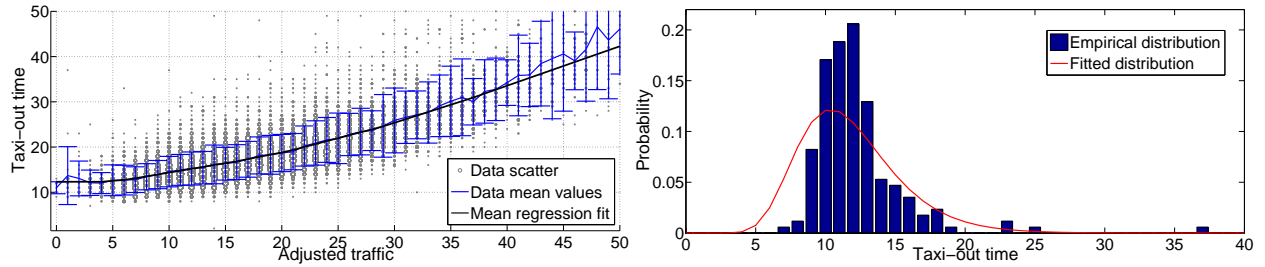 Taxi−out time
50
40
30
20
10
0 5 10 15 20 25 30 35 40 45 50
Adjusted traffic
Data scatter
Data mean values
Mean regression fit
Probability
0.2
0.15
0.1
0.05
0
0 5 10 15 20 25 30 35 40
Taxi−out time
Empirical distribution
Fitted distribution